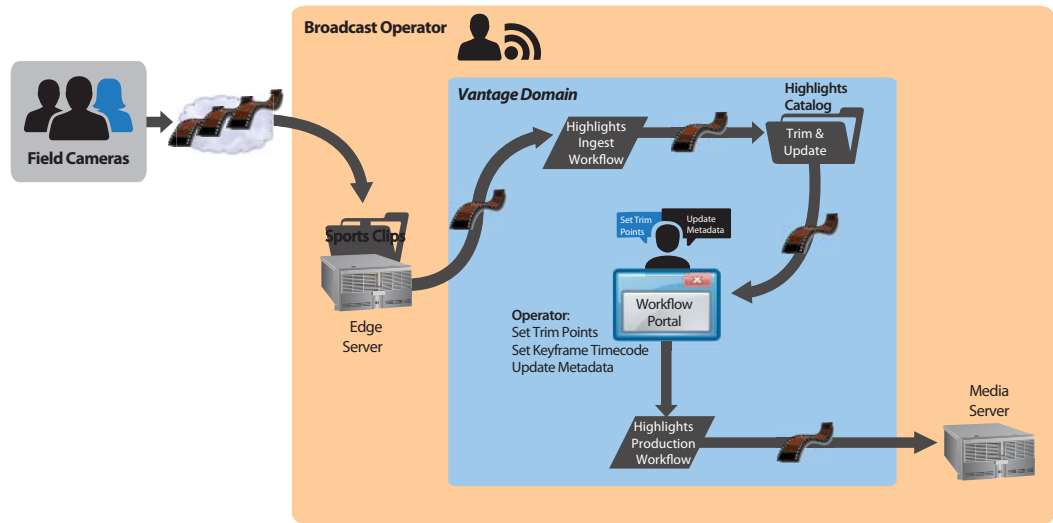 Broadcast Operator
Field Cameras
Vantage Domain
Highlights
Catalog
Highlights
Ingest
Workflow
Trim &
Update
Sports Clips
Edge
Server
Set Trim
Points
Update
Metadata
Workflow
Portal
Operator:
Set Trim Points
Set Keyframe Timecode
Update Metadata
Highlights
Production
Workflow
Media
Server